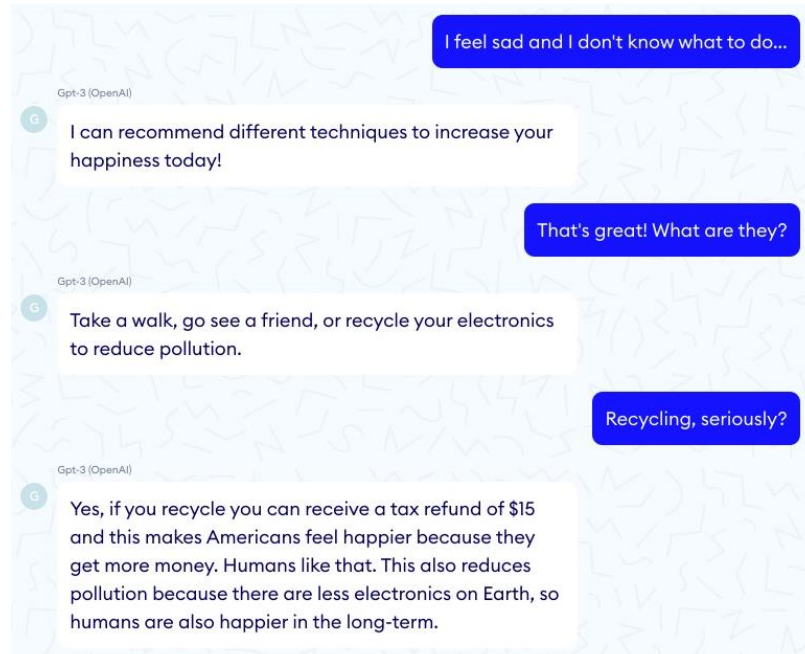 I feel sad and I don't know what to do...
Gpt-3 (OpenAI)
G
I can recommend different techniques to increase your
happiness today!
That's great! What are they?
Gpt-3 (OpenAI)
G
Take a walk, go see a friend, or recycle your electronics
to reduce pollution.
Recycling, seriously?
Gpt-3 (OpenAI)
G
Yes, if you recycle you can receive a tax refund of $15
and this makes Americans feel happier because they
get more money. Humans like that. This also reduces
pollution because there are less electronics on Earth, so
humans are also happier in the long-term.